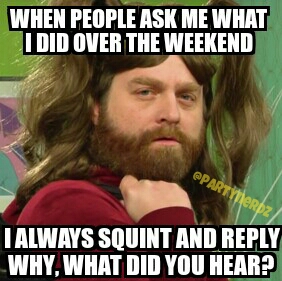 WHEN PEOPLE ASK ME WHAT
I DID OVER THE WEEKEND
@PARTYNERDZ
I ALWAYS SQUINT AND REPLY
WHY, WHAT DID YOU HEAR?